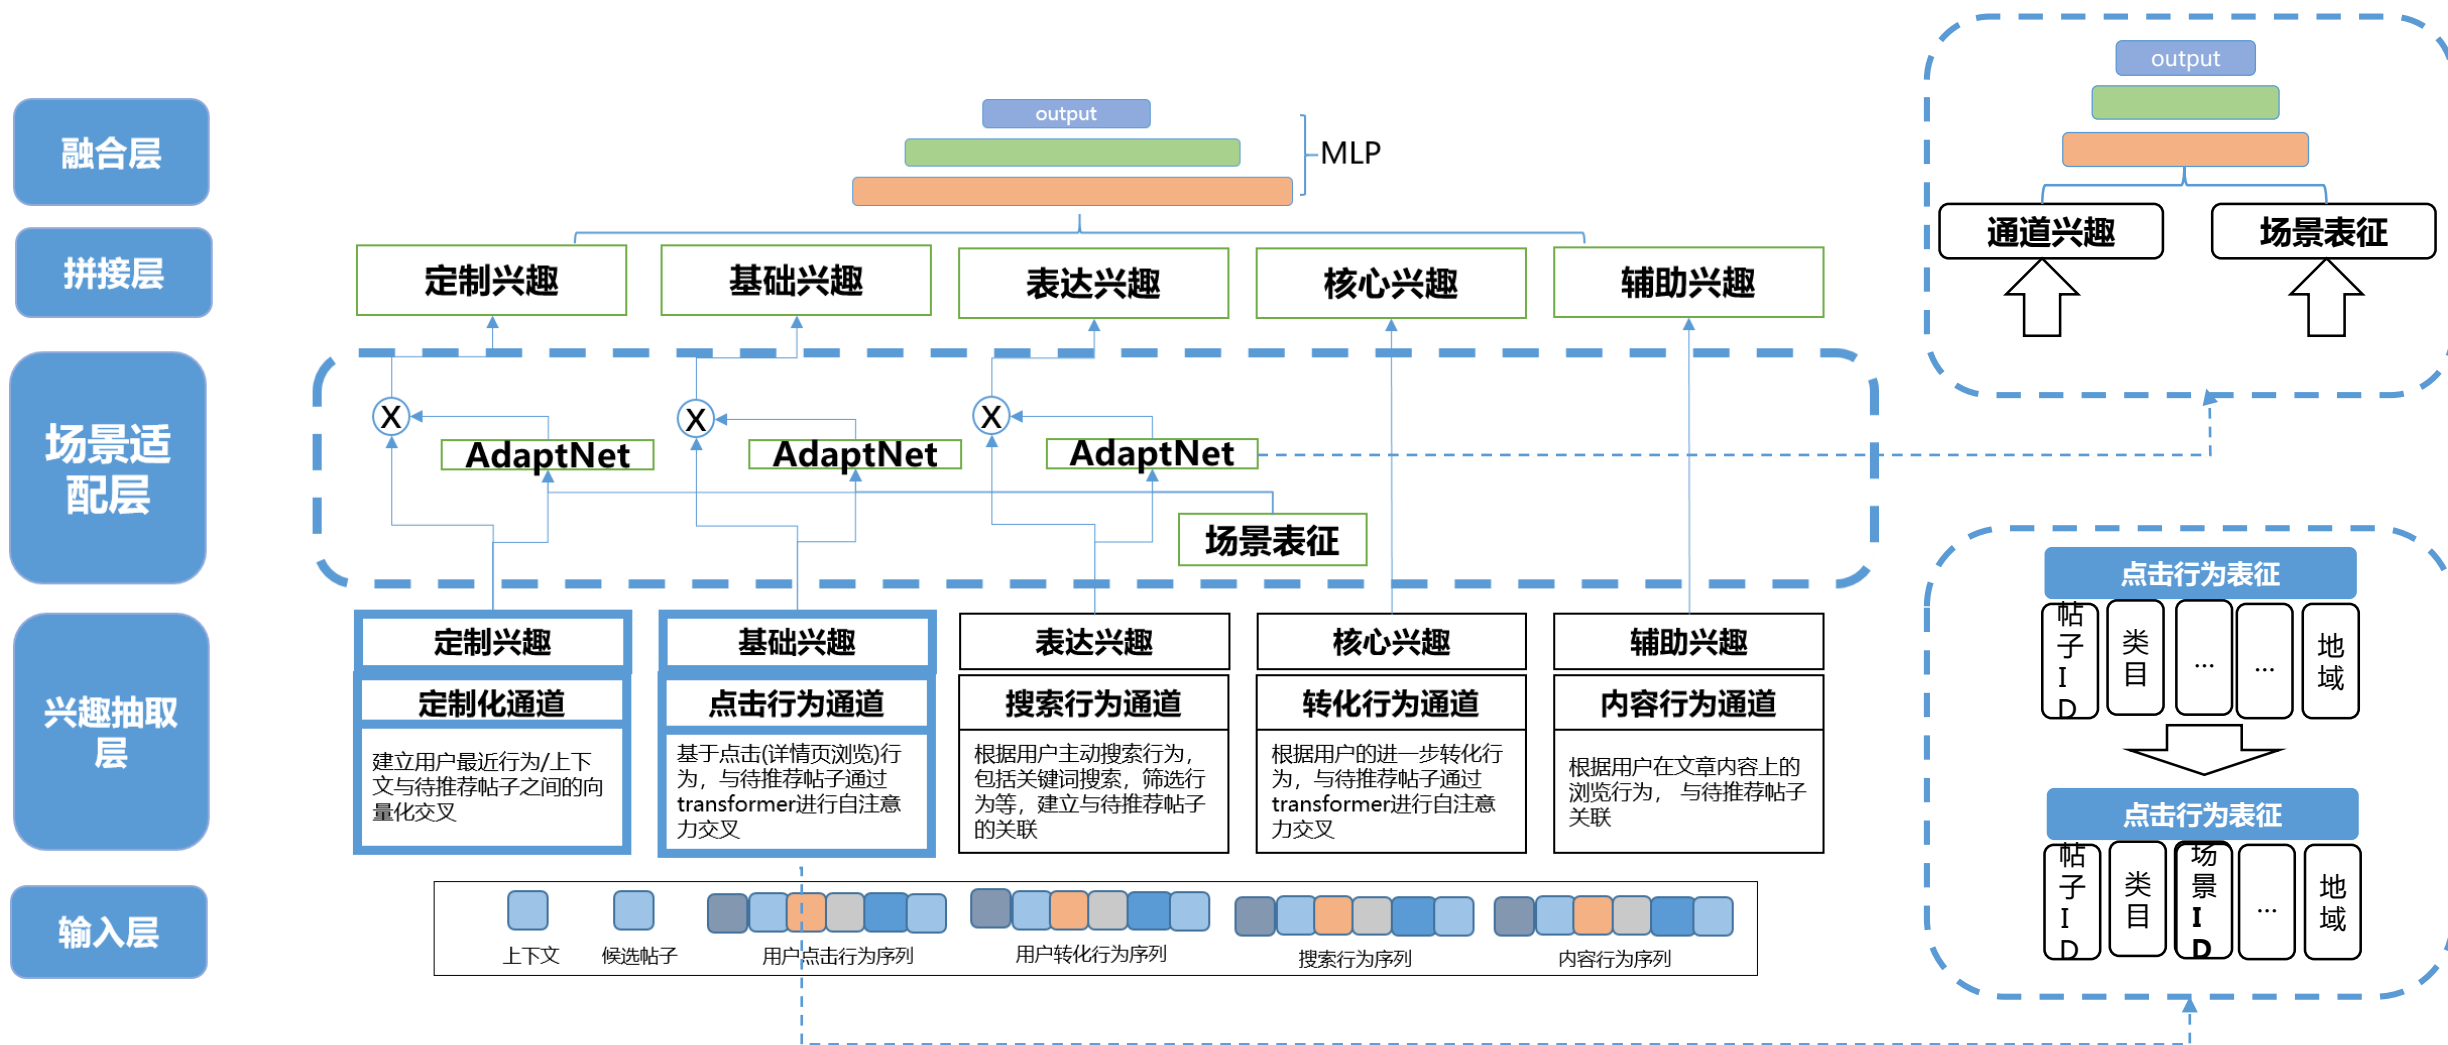 融合层
output
MLP
拼接层
定制兴趣
基础兴趣
表达兴趣
核心兴趣
辅助兴趣
场景适
配层
X
X
X
AdaptNet
AdaptNet
AdaptNet
场景表征
兴趣抽取
层
定制兴趣
基础兴趣
表达兴趣
核心兴趣
辅助兴趣
定制化通道
点击行为通道
搜索行为通道
转化行为通道
内容行为通道
建立用户最近行为/上下
文与待推荐帖子之间的向
量化交叉
基于点击(详情页浏览)行
为，与待推荐帖子通过
transformer进行自注意
力交叉
根据用户主动搜索行为，
包括关键词搜索，筛选行
为等，建立与待推荐帖子
的关联
根据用户的进一步转化行
为，与待推荐帖子通过
transformer进行自注意
力交叉
根据用户在文章内容上的
浏览行为， 与待推荐帖子
关联
输入层
上下文
候选帖子
用户点击行为序列
用户转化行为序列
搜索行为序列
内容行为序列
output
通道兴趣
场景表征
点击行为表征
帖
子
I
D
类
目
...
...
地
域
点击行为表征
帖
子
I
D
类
目
场
景
I
D
...
地
域